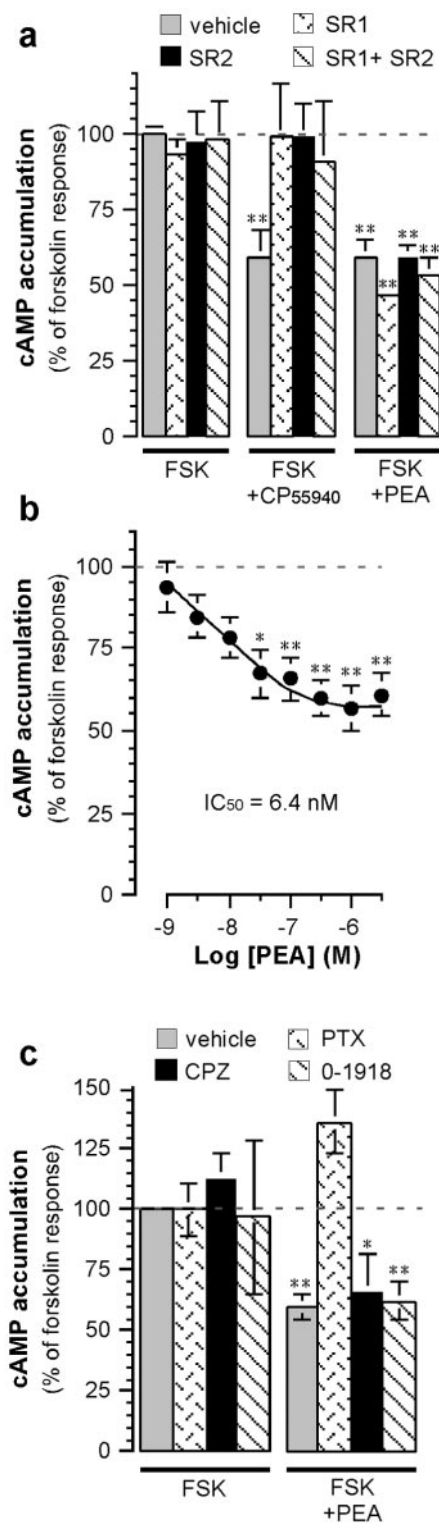 a
vehicle SR1
SR2 SR1+ SR2
cAMP accumulation
(% of forskolin response)
100
75
50
25
0
**
**
**
**
**
FSK
FSK
+CP55940
FSK
+PEA
b
cAMP accumulation
(% of forskolin response)
100
75
50
25
0
*
**
**
**
**
IC50 = 6.4 nM
-9 -8 -7 -6
Log [PEA] (M)
c
vehicle PTX
CPZ 0-1918
cAMP accumulation
(% of forskolin response)
150
125
100
75
50
25
0
**
*
**
FSK
FSK
+PEA